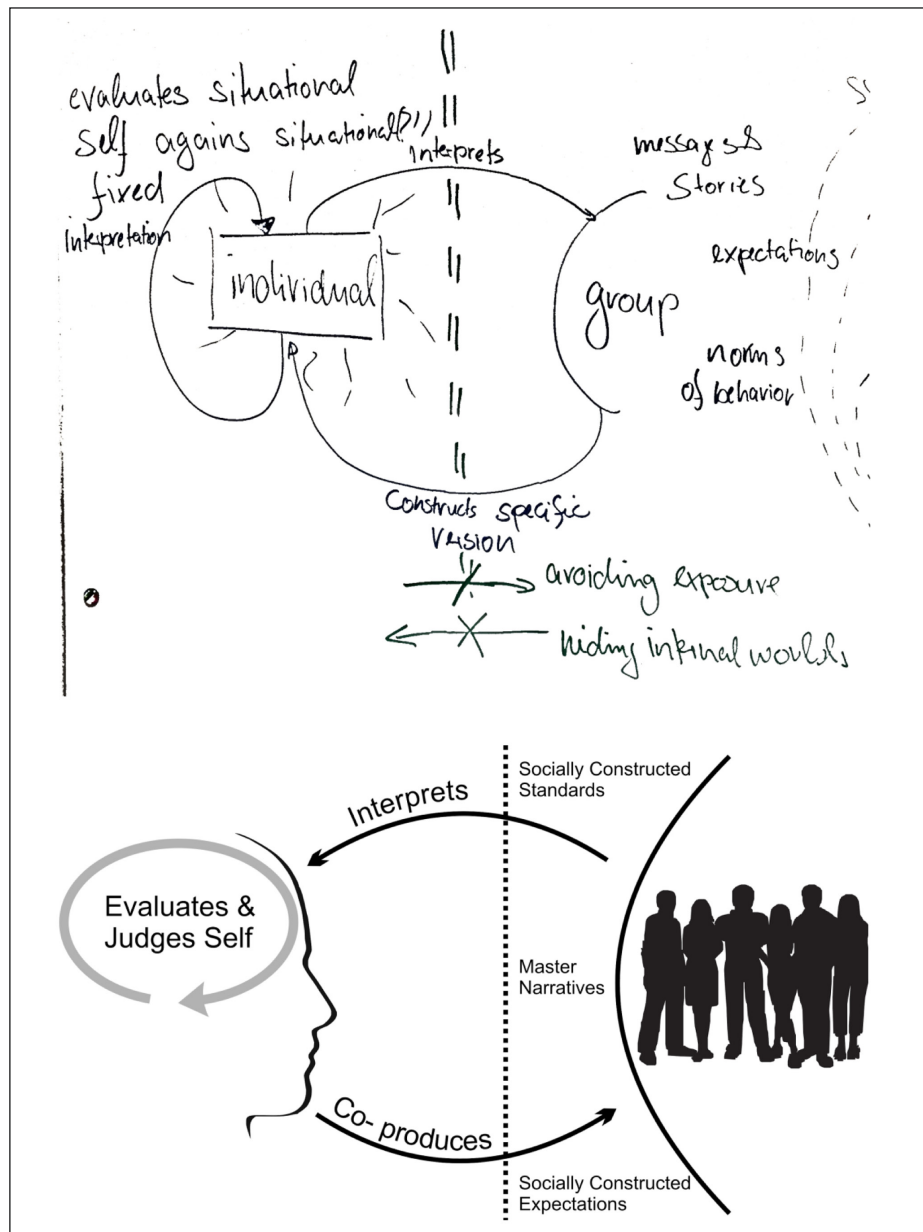 evaluates situational
self agains situational(?)
fixed
interpretation
individual
Interprets
messages &
Stories
expectations
group
norms
of behavior
Constructs specific
version
avoiding exposure
hiding internal worlds
Interprets
Evaluates &
Judges Self
Co- produces
Socially Constructed
Standards
Master
Narratives
Socially Constructed
Expectations